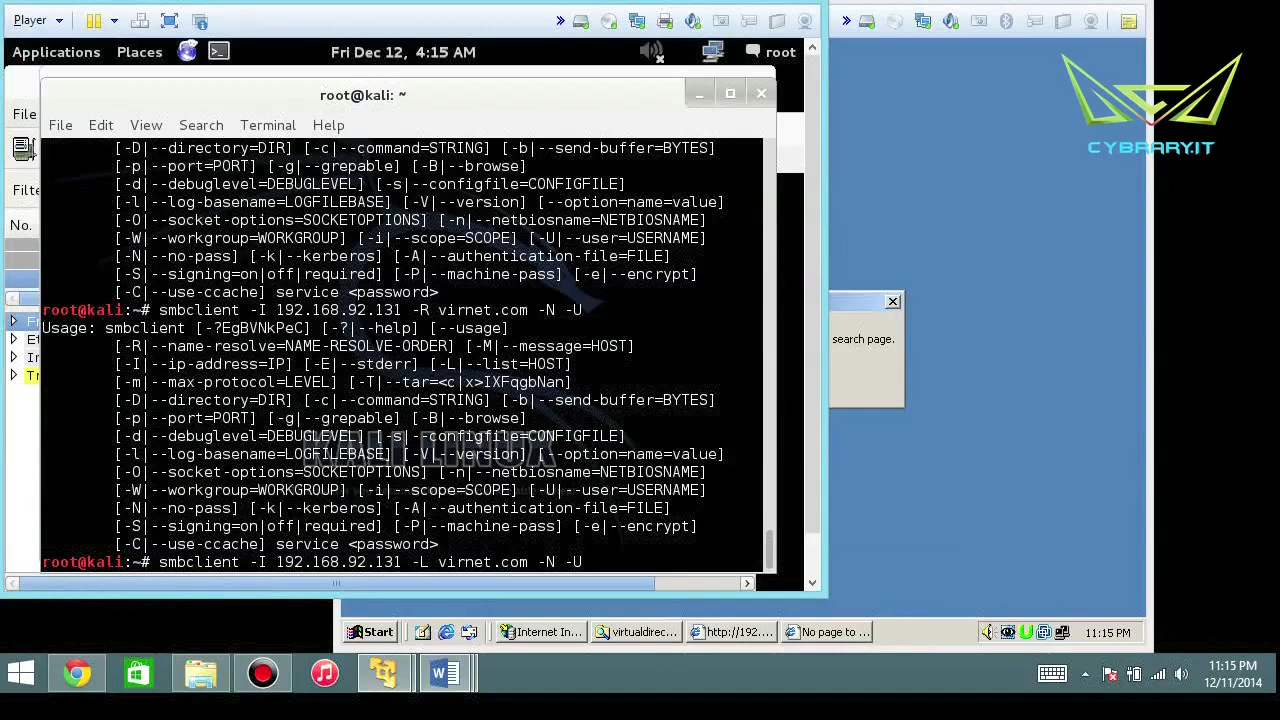 Player
Applications Places Fri Dec 12, 4:15 AM root
root@kali: ~
File Edit View Search Terminal Help
File
Filte
No.
[-D|--directory=DIR] [-c|--command=STRING] [-b|--send-buffer=BYTES]
[-p|--port=PORT] [-g|--grepable] [-B|--browse]
[-d|--debuglevel=DEBUGLEVEL] [-s|--configfile=CONFIGFILE]
[-l|--log-basename=LOGFILEBASE] [-V|--version] [--option=name=value]
[-O|--socket-options=SOCKETOPTIONS] [-n|--netbiosname=NETBIOSNAME]
[-W|--workgroup=WORKGROUP] [-i|--scope=SCOPE] [-U|--user=USERNAME]
[-N|--no-pass] [-k|--kerberos] [-A|--authentication-file=FILE]
[-S|--signing=on|off|required] [-P|--machine-pass] [-e|--encrypt]
[-C|--use-ccache] service <password>
root@kali:~# smbclient -I 192.168.92.131 -R virnet.com -N -U
Usage: smbclient [-?EgBVNkPeC] [-?|--help] [--usage]
[-R|--name-resolve=NAME-RESOLVE-ORDER] [-M|--message=HOST]
[-I|--ip-address=IP] [-E|--stderr] [-L|--list=HOST]
[-m|--max-protocol=LEVEL] [-T|--tar=<c|x>IXFqgbNan]
[-D|--directory=DIR] [-c|--command=STRING] [-b|--send-buffer=BYTES]
[-p|--port=PORT] [-g|--grepable] [-B|--browse]
[-d|--debuglevel=DEBUGLEVEL] [-s|--configfile=CONFIGFILE]
[-l|--log-basename=LOGFILEBASE] [-V|--version] [--option=name=value]
[-O|--socket-options=SOCKETOPTIONS] [-n|--netbiosname=NETBIOSNAME]
[-W|--workgroup=WORKGROUP] [-i|--scope=SCOPE] [-U|--user=USERNAME]
[-N|--no-pass] [-k|--kerberos] [-A|--authentication-file=FILE]
[-S|--signing=on|off|required] [-P|--machine-pass] [-e|--encrypt]
[-C|--use-ccache] service <password>
root@kali:~# smbclient -I 192.168.92.131 -L virnet.com -N -U
KALI LINUX
CYBRARY.IT
search page.
Start Internet In... virtualdirec... http://192.... No page to ... 11:15 PM
11:15 PM
12/11/2014